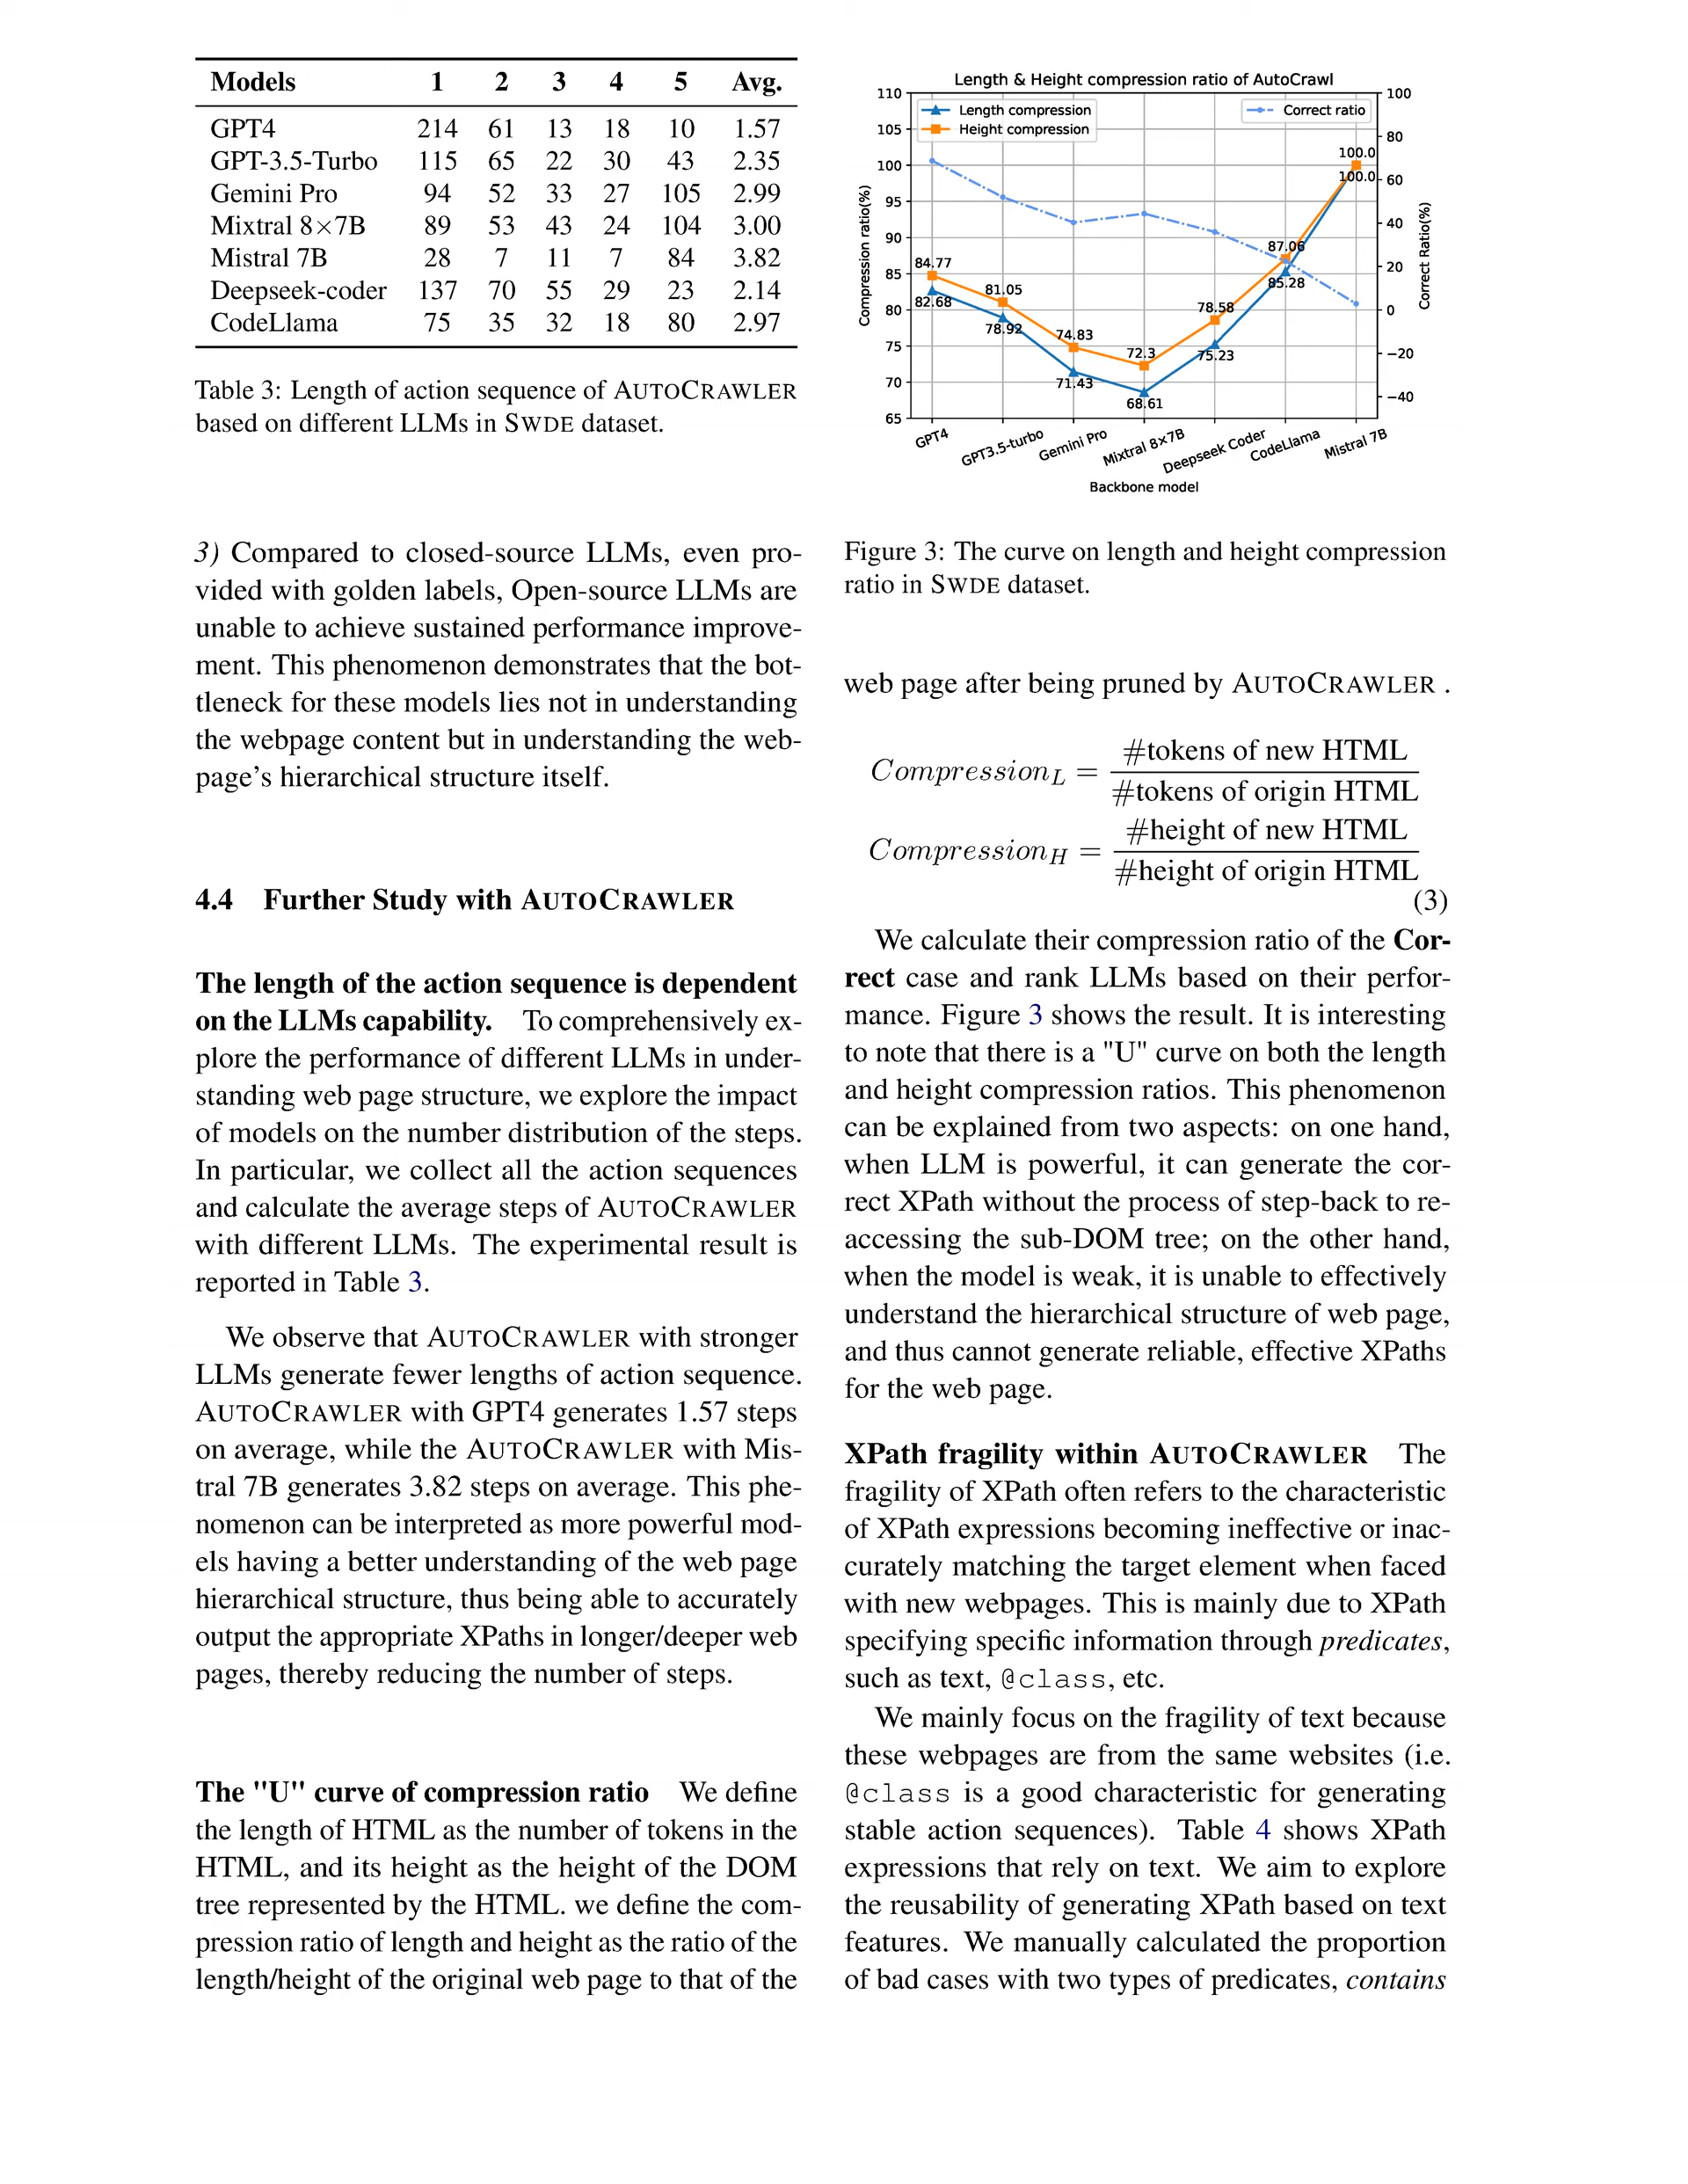 Models 1 2 3 4 5 Avg.
GPT4 214 61 13 18 10 1.57
GPT-3.5-Turbo 115 65 22 30 43 2.35
Gemini Pro 94 52 33 27 105 2.99
Mixtral 8×7B 89 53 43 24 104 3.00
Mistral 7B 28 7 11 7 84 3.82
Deepseek-coder 137 70 55 29 23 2.14
CodeLlama 75 35 32 18 80 2.97
Table 3: Length of action sequence of AUTOCRAWLER
based on different LLMs in SWDE dataset.
3) Compared to closed-source LLMs, even pro-
vided with golden labels, Open-source LLMs are
unable to achieve sustained performance improve-
ment. This phenomenon demonstrates that the bot-
tleneck for these models lies not in understanding
the webpage content but in understanding the web-
page's hierarchical structure itself.
4.4 Further Study with AUTOCRAWLER
The length of the action sequence is dependent
on the LLMs capability. To comprehensively ex-
plore the performance of different LLMs in under-
standing web page structure, we explore the impact
of models on the number distribution of the steps.
In particular, we collect all the action sequences
and calculate the average steps of AUTOCRAWLER
with different LLMs. The experimental result is
reported in Table 3.
We observe that AUTOCRAWLER with stronger
LLMs generate fewer lengths of action sequence.
AUTOCRAWLER with GPT4 generates 1.57 steps
on average, while the AUTOCRAWLER with Mis-
tral 7B generates 3.82 steps on average. This phe-
nomenon can be interpreted as more powerful mod-
els having a better understanding of the web page
hierarchical structure, thus being able to accurately
output the appropriate XPaths in longer/deeper web
pages, thereby reducing the number of steps.
The "U" curve of compression ratio We define
the length of HTML as the number of tokens in the
HTML, and its height as the height of the DOM
tree represented by the HTML. we define the com-
pression ratio of length and height as the ratio of the
length/height of the original web page to that of the
Length & Height compression ratio of AutoCrawl
Length compression
Height compression
Correct ratio
Compression ratio(%)
110
105
100
95
90
85
80
75
70
65
84.77
82.68
81.05
78.92
74.83
71.43
72.3
68.61
78.58
75.23
87.06
85.28
100.0
100.0
100
80
60
40
20
0
−20
−40
Correct Ratio(%)
GPT4
GPT3.5-turbo
Gemini Pro
Mixtral 8×7B
Deepseek Coder
CodeLlama
Mistral 7B
Backbone model
Figure 3: The curve on length and height compression
ratio in SWDE dataset.
web page after being pruned by AUTOCRAWLER .
Compression_L = #tokens of new HTML / #tokens of origin HTML
Compression_H = #height of new HTML / #height of origin HTML
(3)
We calculate their compression ratio of the Cor-
rect case and rank LLMs based on their perfor-
mance. Figure 3 shows the result. It is interesting
to note that there is a "U" curve on both the length
and height compression ratios. This phenomenon
can be explained from two aspects: on one hand,
when LLM is powerful, it can generate the cor-
rect XPath without the process of step-back to re-
accessing the sub-DOM tree; on the other hand,
when the model is weak, it is unable to effectively
understand the hierarchical structure of web page,
and thus cannot generate reliable, effective XPaths
for the web page.
XPath fragility within AUTOCRAWLER The
fragility of XPath often refers to the characteristic
of XPath expressions becoming ineffective or inac-
curately matching the target element when faced
with new webpages. This is mainly due to XPath
specifying specific information through predicates,
such as text, @class, etc.
We mainly focus on the fragility of text because
these webpages are from the same websites (i.e.
@class is a good characteristic for generating
stable action sequences). Table 4 shows XPath
expressions that rely on text. We aim to explore
the reusability of generating XPath based on text
features. We manually calculated the proportion
of bad cases with two types of predicates, contains